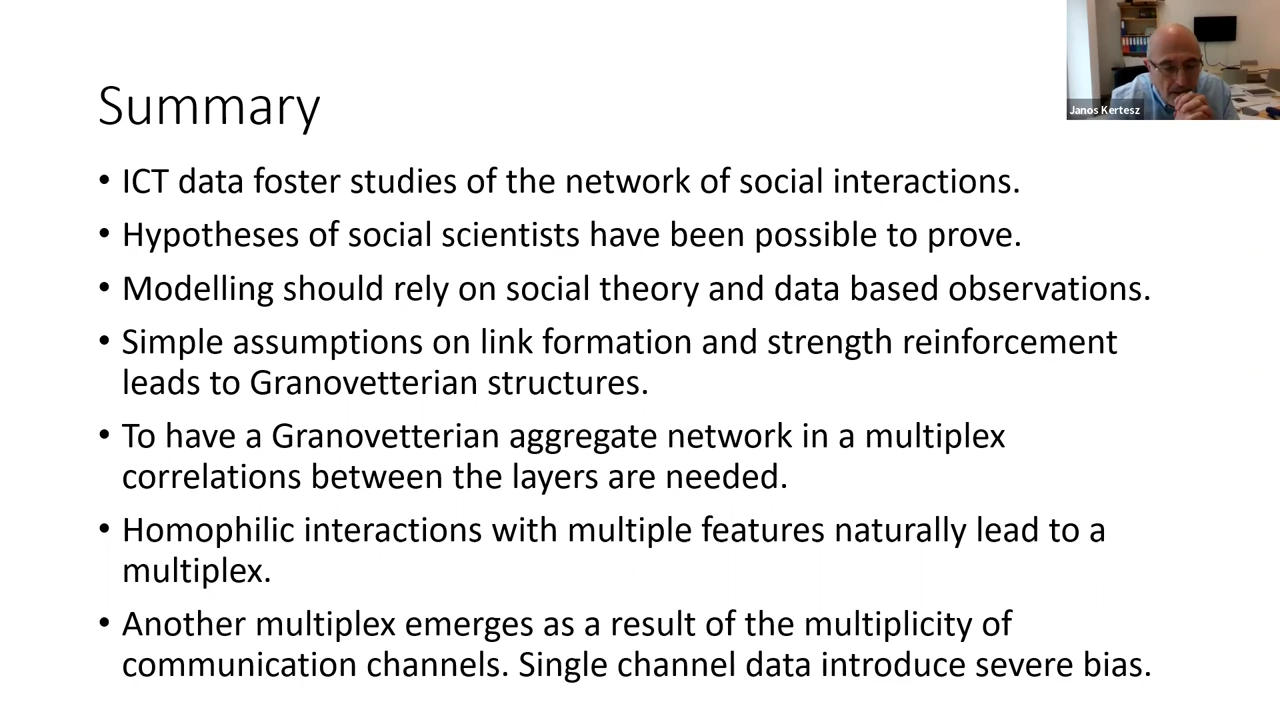 Janos Kertesz
Summary
• ICT data foster studies of the network of social interactions.
• Hypotheses of social scientists have been possible to prove.
• Modelling should rely on social theory and data based observations.
• Simple assumptions on link formation and strength reinforcement
leads to Granovetterian structures.
• To have a Granovetterian aggregate network in a multiplex
correlations between the layers are needed.
• Homophilic interactions with multiple features naturally lead to a
multiplex.
• Another multiplex emerges as a result of the multiplicity of
communication channels. Single channel data introduce severe bias.